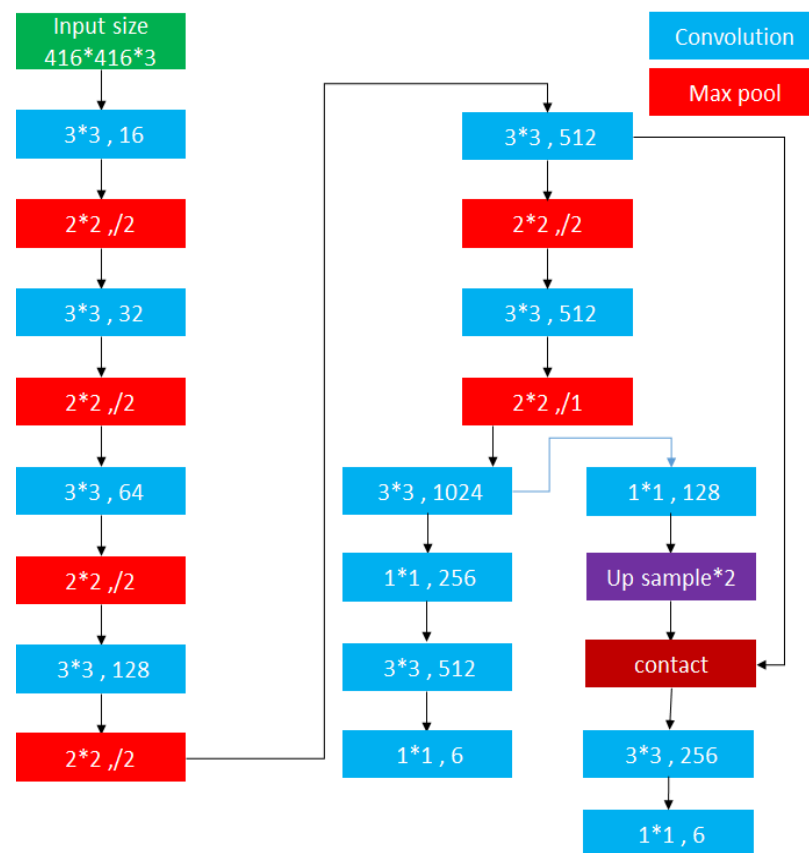 Input size
416*416*3
3*3 , 16
2*2 ,/2
3*3 , 32
2*2 ,/2
3*3 , 64
2*2 ,/2
3*3 , 128
2*2 ,/2
3*3 , 512
2*2 ,/2
3*3 , 512
2*2 ,/1
3*3 , 1024
1*1 , 256
3*3 , 512
1*1 , 6
1*1 , 128
Up sample*2
contact
3*3 , 256
1*1 , 6
Convolution
Max pool